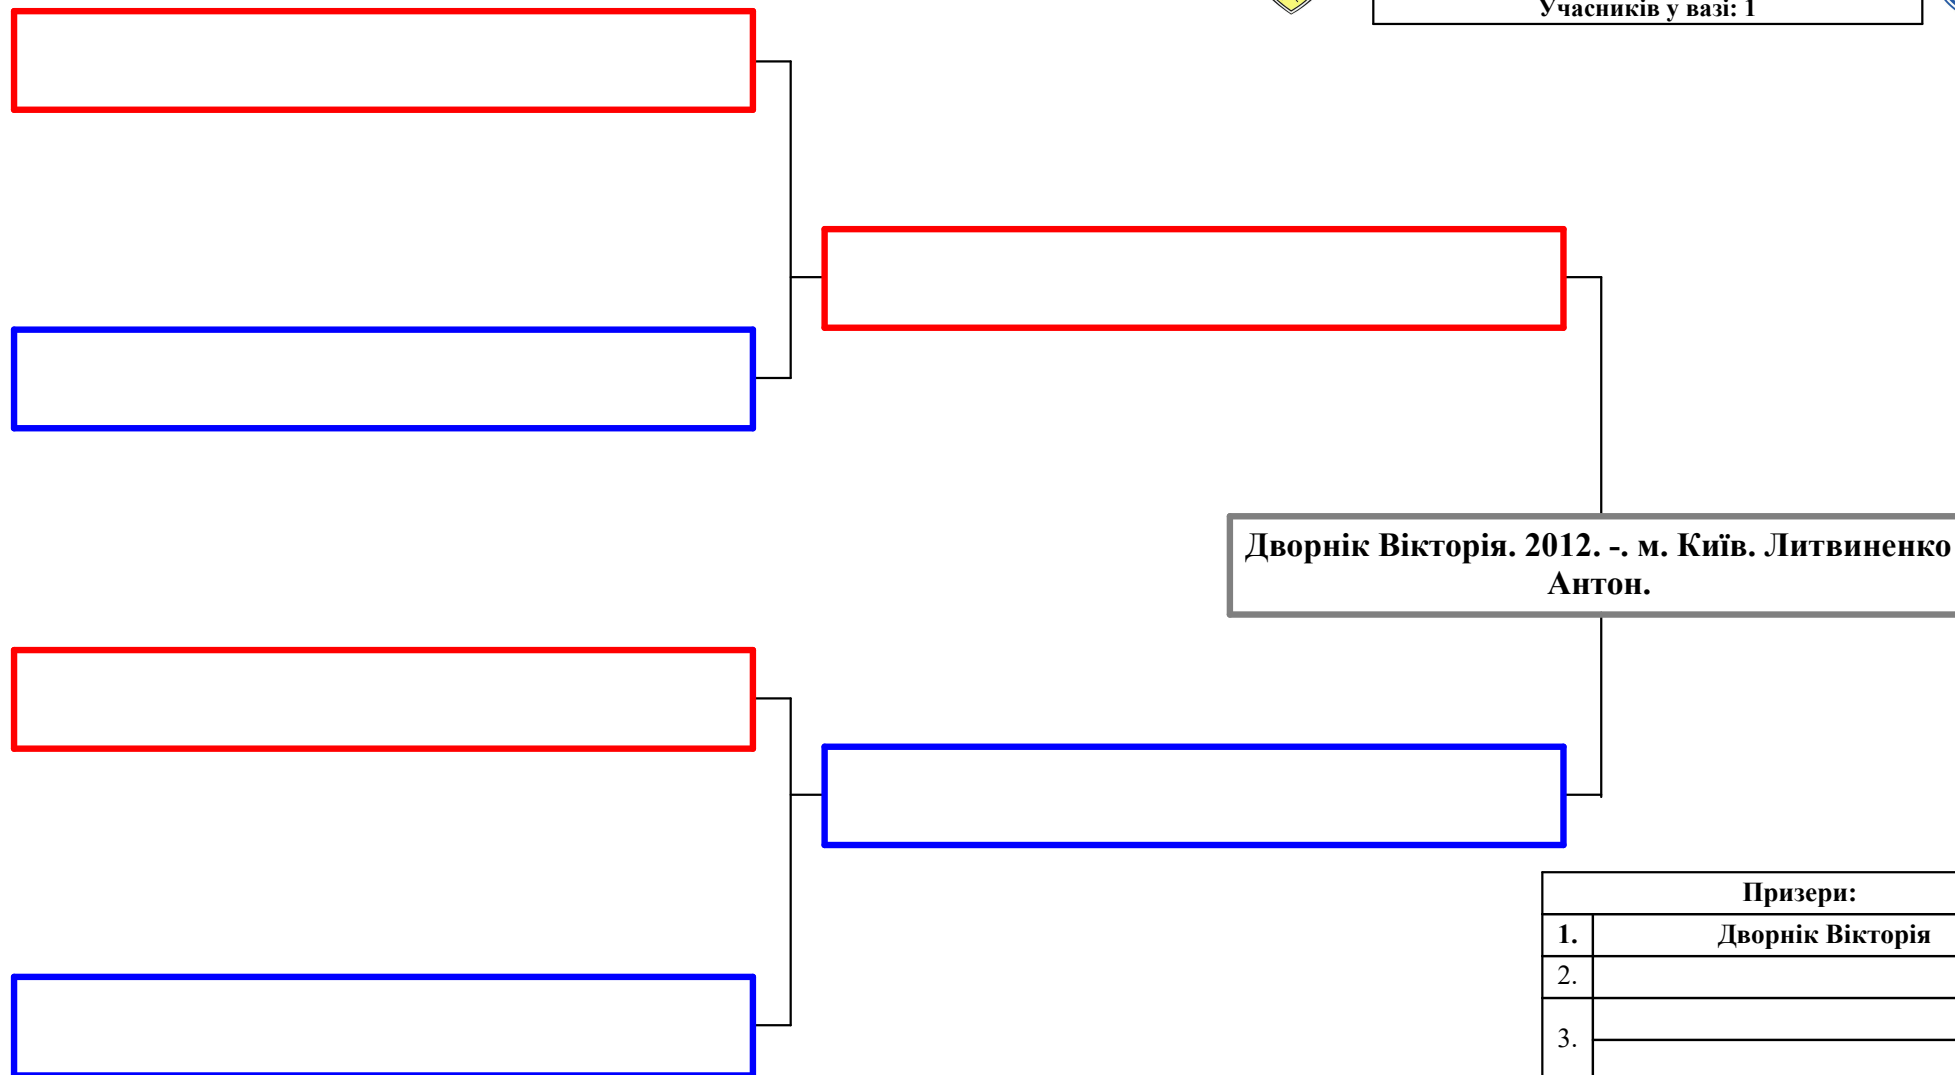 Учасників у вазі: 1
Дворнік Вікторія. 2012. -. м. Київ. Литвиненко
Антон.
Призери:
1. Дворнік Вікторія
2.
3.